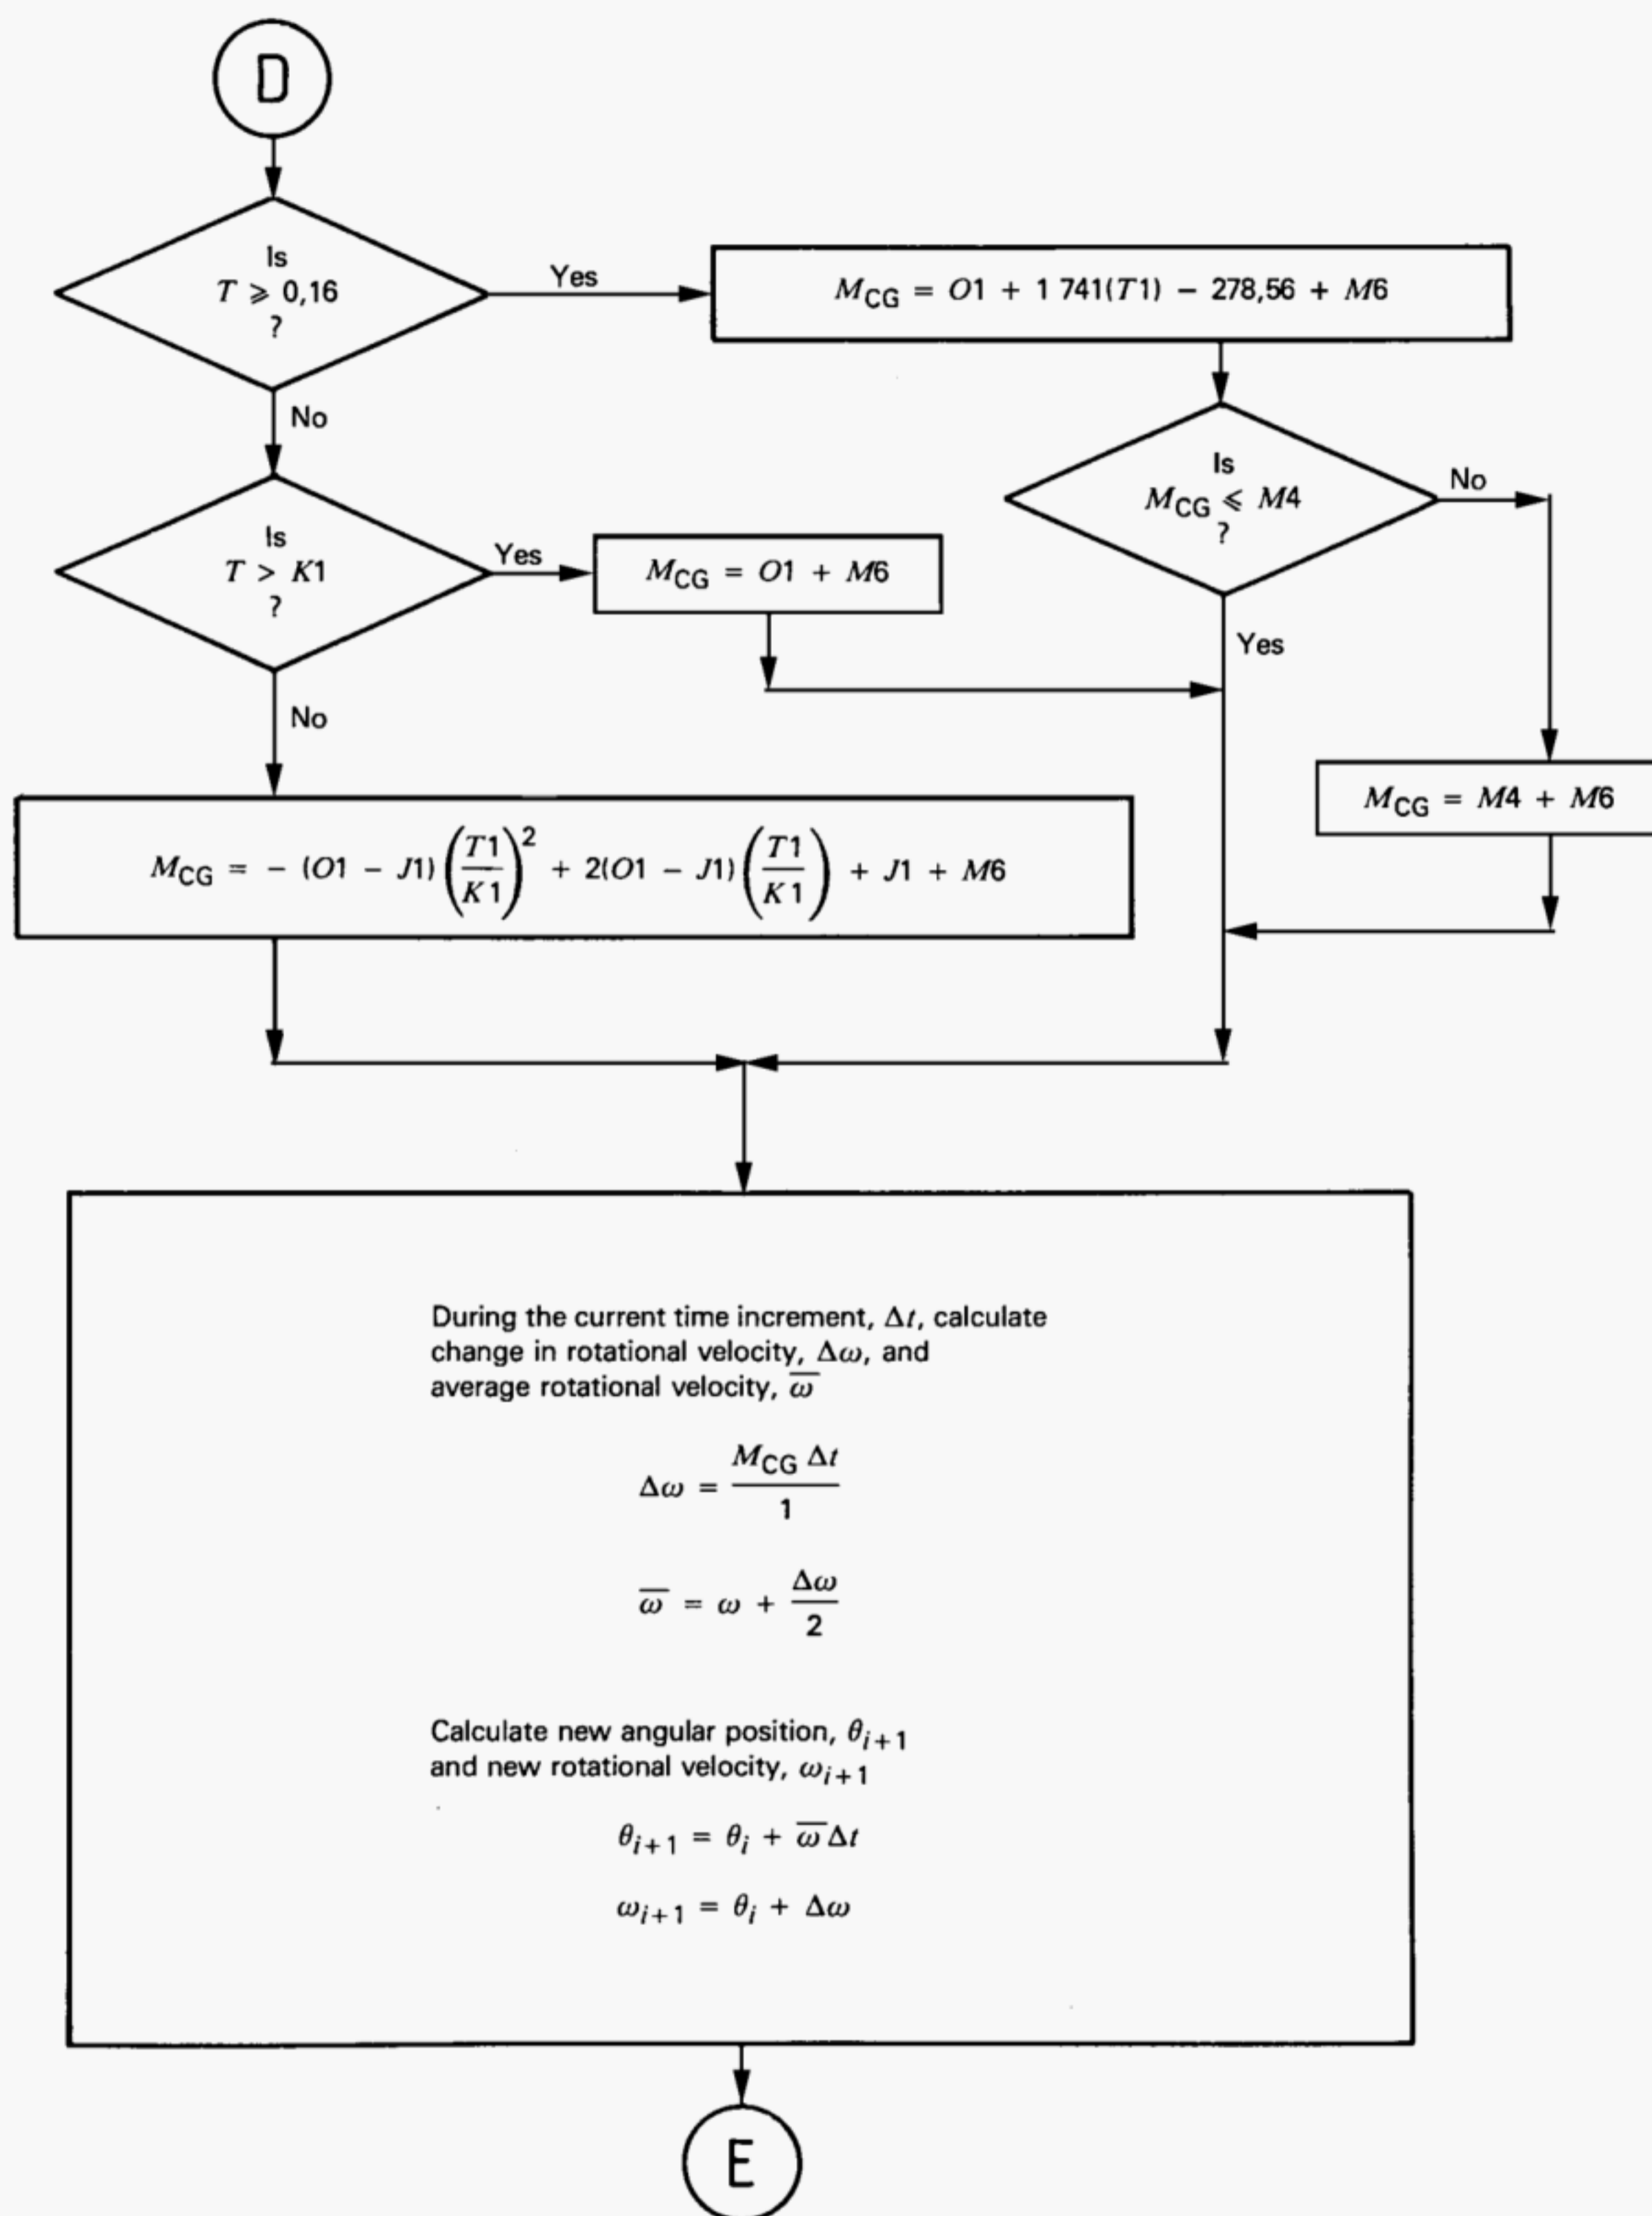 D
Is
T ⩾ 0,16
?
Yes
M_CG = O1 + 1 741(T1) − 278,56 + M6
No
Is
M_CG ⩽ M4
?
No
Yes
Is
T > K1
?
Yes
M_CG = O1 + M6
No
M_CG = M4 + M6
M_CG = − (O1 − J1) (T1/K1)² + 2(O1 − J1) (T1/K1) + J1 + M6
During the current time increment, Δt, calculate
change in rotational velocity, Δω, and
average rotational velocity, ω̅
Δω = M_CG Δt / 1
ω̅ = ω + Δω / 2
Calculate new angular position, θ_{i+1}
and new rotational velocity, ω_{i+1}
θ_{i+1} = θ_i + ω̅Δt
ω_{i+1} = θ_i + Δω
E